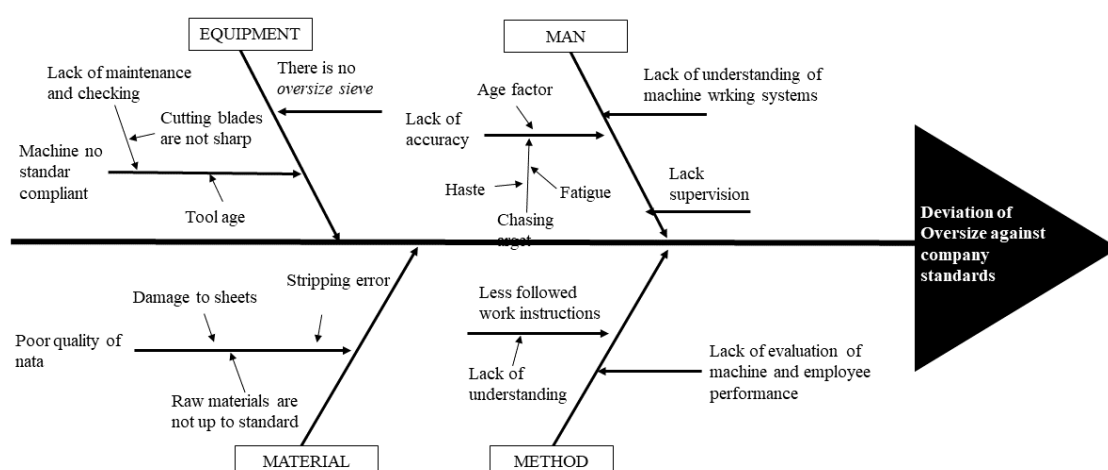 EQUIPMENT
MAN
Lack of maintenance
and checking
There is no
oversize sieve
Cutting blades
are not sharp
Machine no
standar
compliant
Tool age
Age factor
Lack of understanding of
machine wrking systems
Lack of
accuracy
Haste
Fatigue
Chasing
arget
Lack
supervision
Deviation of
Oversize against
company
standards
Damage to sheets
Stripping error
Poor quality of
nata
Raw materials are
not up to standard
Less followed
work instructions
Lack of
understanding
Lack of evaluation of
machine and employee
performance
MATERIAL
METHOD